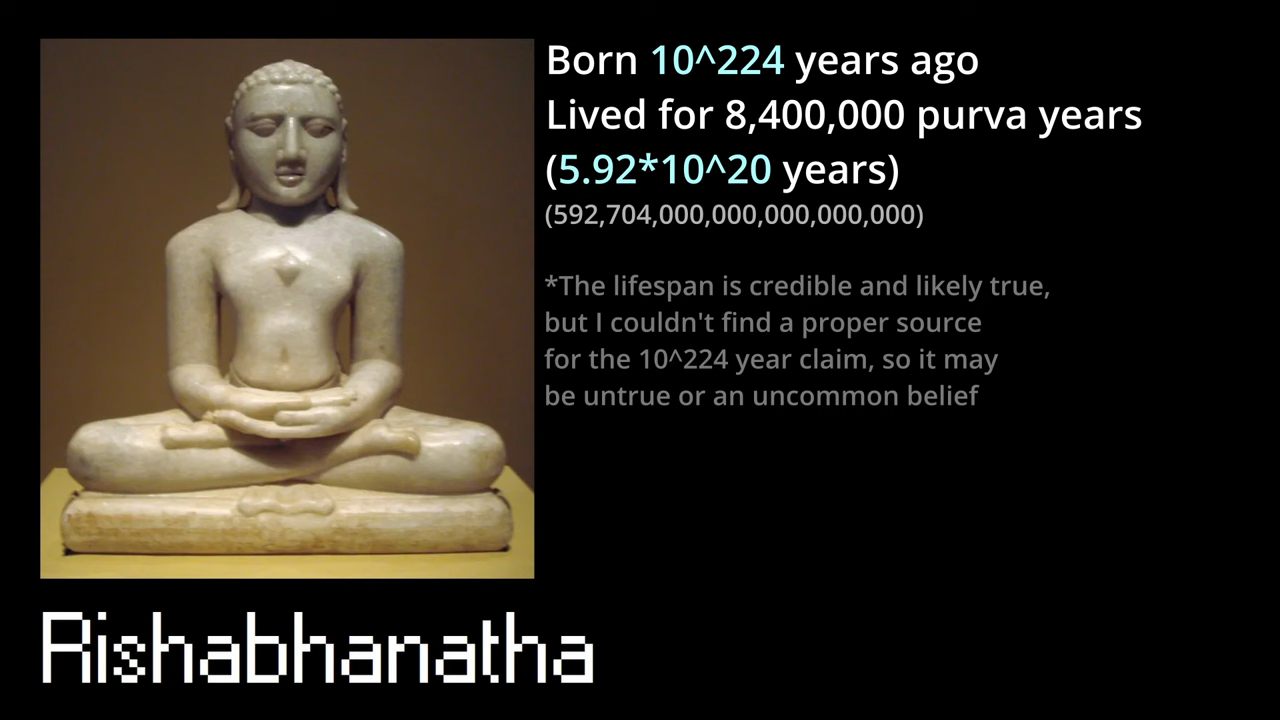 Born 10^224 years ago
Lived for 8,400,000 purva years
(5.92*10^20 years)
(592,704,000,000,000,000,000)
*The lifespan is credible and likely true,
but I couldn't find a proper source
for the 10^224 year claim, so it may
be untrue or an uncommon belief
Rishabhanatha